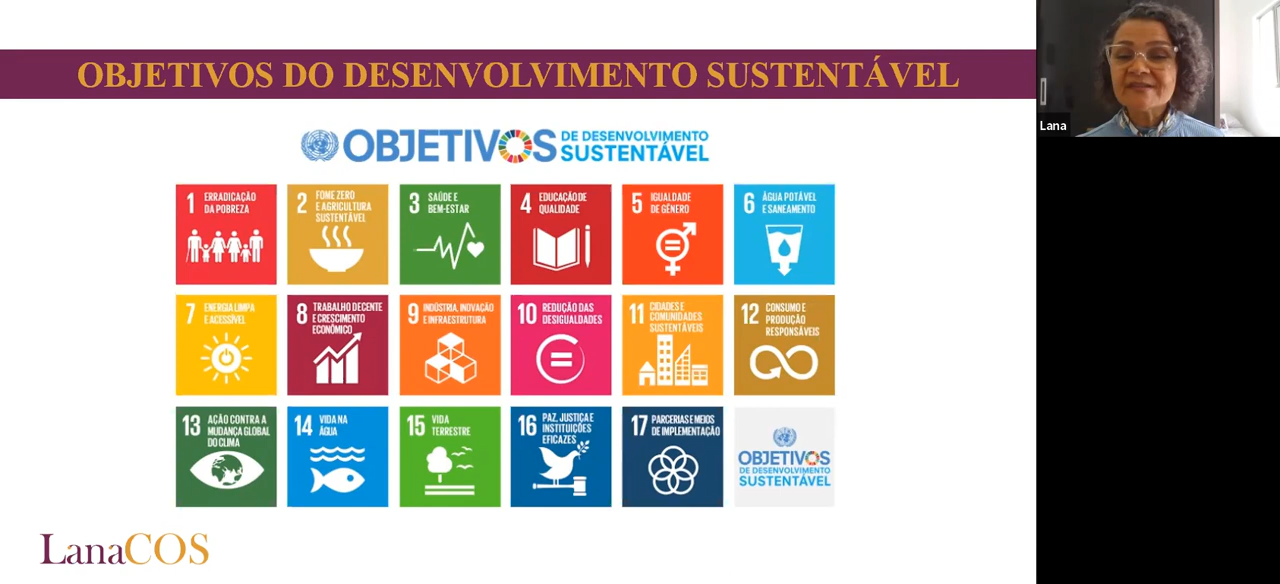 OBJETIVOS DO DESENVOLVIMENTO SUSTENTÁVEL
Lana
OBJETIVOS
DE DESENVOLVIMENTO
SUSTENTÁVEL
1 ERRADICAÇÃO
DA POBREZA
2 FOME ZERO
E AGRICULTURA
SUSTENTÁVEL
3 SAÚDE E
BEM-ESTAR
4 EDUCAÇÃO DE
QUALIDADE
5 IGUALDADE
DE GÊNERO
6 ÁGUA POTÁVEL
E SANEAMENTO
7 ENERGIA LIMPA
E ACESSÍVEL
8 TRABALHO DECENTE
E CRESCIMENTO
ECONÔMICO
9 INDÚSTRIA, INOVAÇÃO
E INFRAESTRUTURA
10 REDUÇÃO DAS
DESIGUALDADES
11 CIDADES E
COMUNIDADES
SUSTENTÁVEIS
12 CONSUMO E
PRODUÇÃO
RESPONSÁVEIS
13 AÇÃO CONTRA A
MUDANÇA GLOBAL
DO CLIMA
14 VIDA NA
ÁGUA
15 VIDA
TERRESTRE
16 PAZ, JUSTIÇA E
INSTITUIÇÕES
EFICAZES
17 PARCERIAS E MEIOS
DE IMPLEMENTAÇÃO
OBJETIVOS
DE DESENVOLVIMENTO
SUSTENTÁVEL
LanaCOS